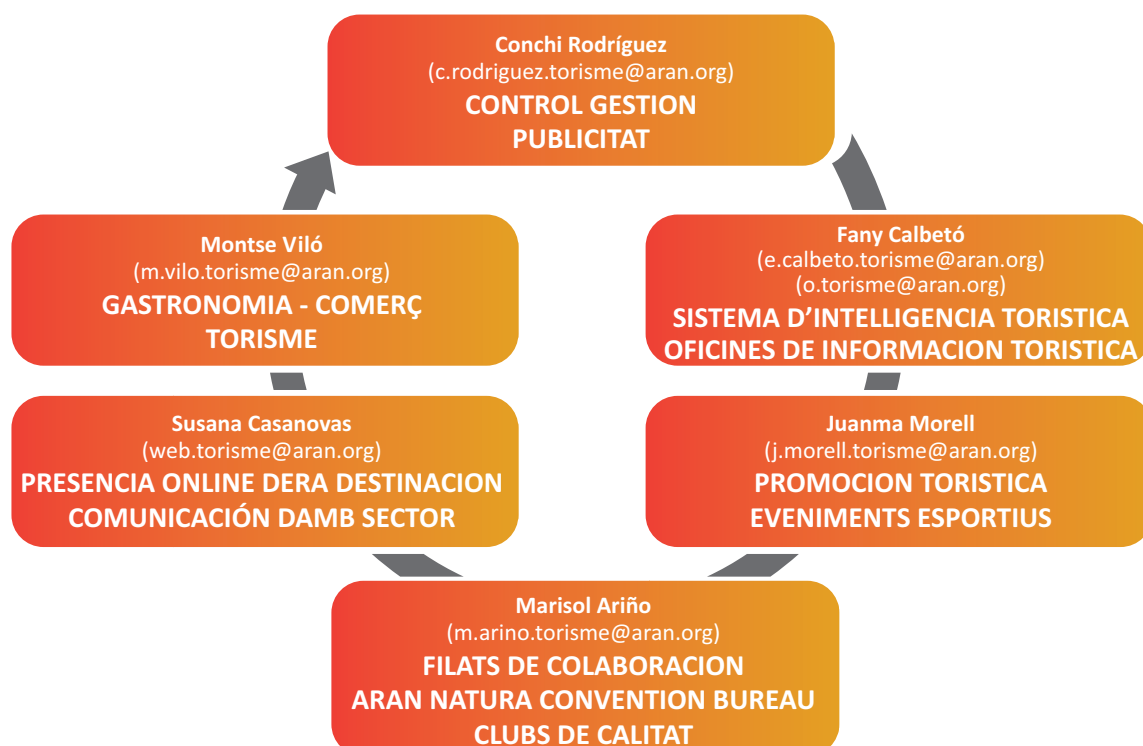 Conchi Rodríguez
(c.rodriguez.torisme@aran.org)
CONTROL GESTION
PUBLICITAT
Montse Viló
(m.vilo.torisme@aran.org)
GASTRONOMIA - COMERÇ
TORISME
Fany Calbetó
(e.calbeto.torisme@aran.org)
(o.torisme@aran.org)
SISTEMA D’INTELLIGENCIA TORISTICA
OFICINES DE INFORMACION TORISTICA
Susana Casanovas
(web.torisme@aran.org)
PRESENCIA ONLINE DERA DESTINACION
COMUNICACIÓN DAMB SECTOR
Juanma Morell
(j.morell.torisme@aran.org)
PROMOCION TORISTICA
EVENIMENTS ESPORTIUS
Marisol Ariño
(m.arino.torisme@aran.org)
FILATS DE COLABORACION
ARAN NATURA CONVENTION BUREAU
CLUBS DE CALITAT